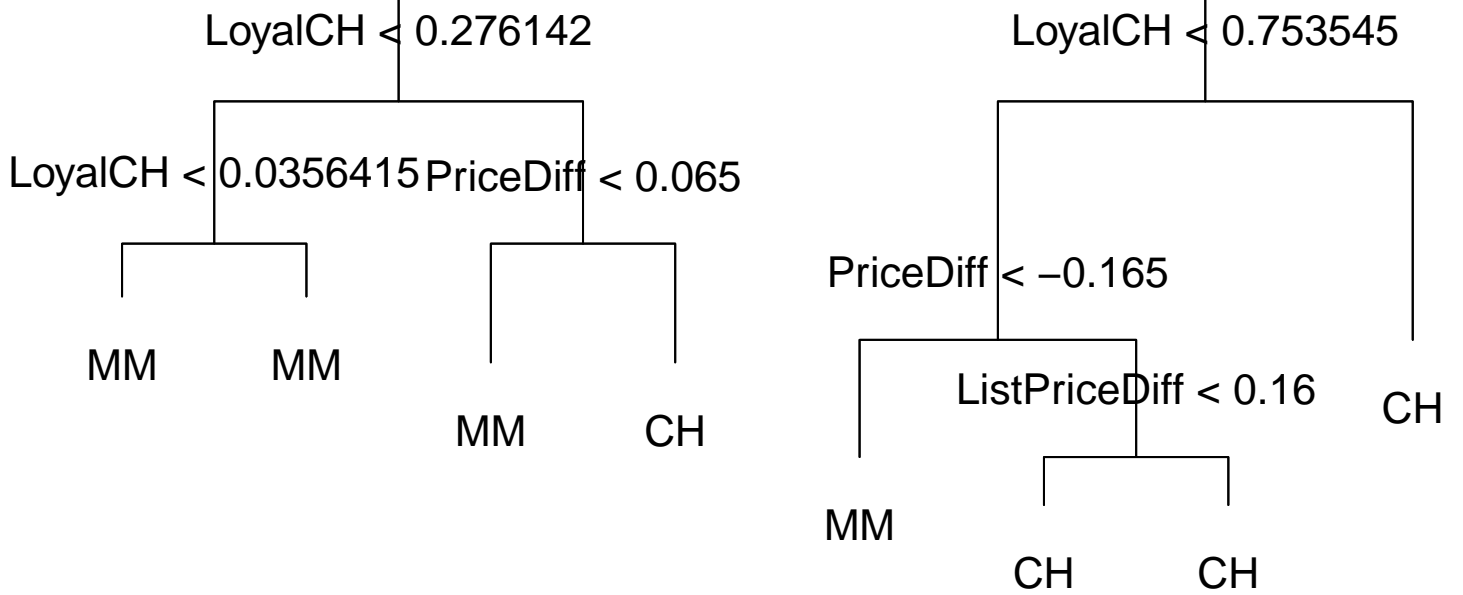 LoyalCH < 0.276142
LoyalCH < 0.753545
LoyalCH < 0.0356415
PriceDiff < 0.065
PriceDiff < −0.165
MM
MM
ListPriceDiff < 0.16
CH
MM
CH
MM
CH
CH